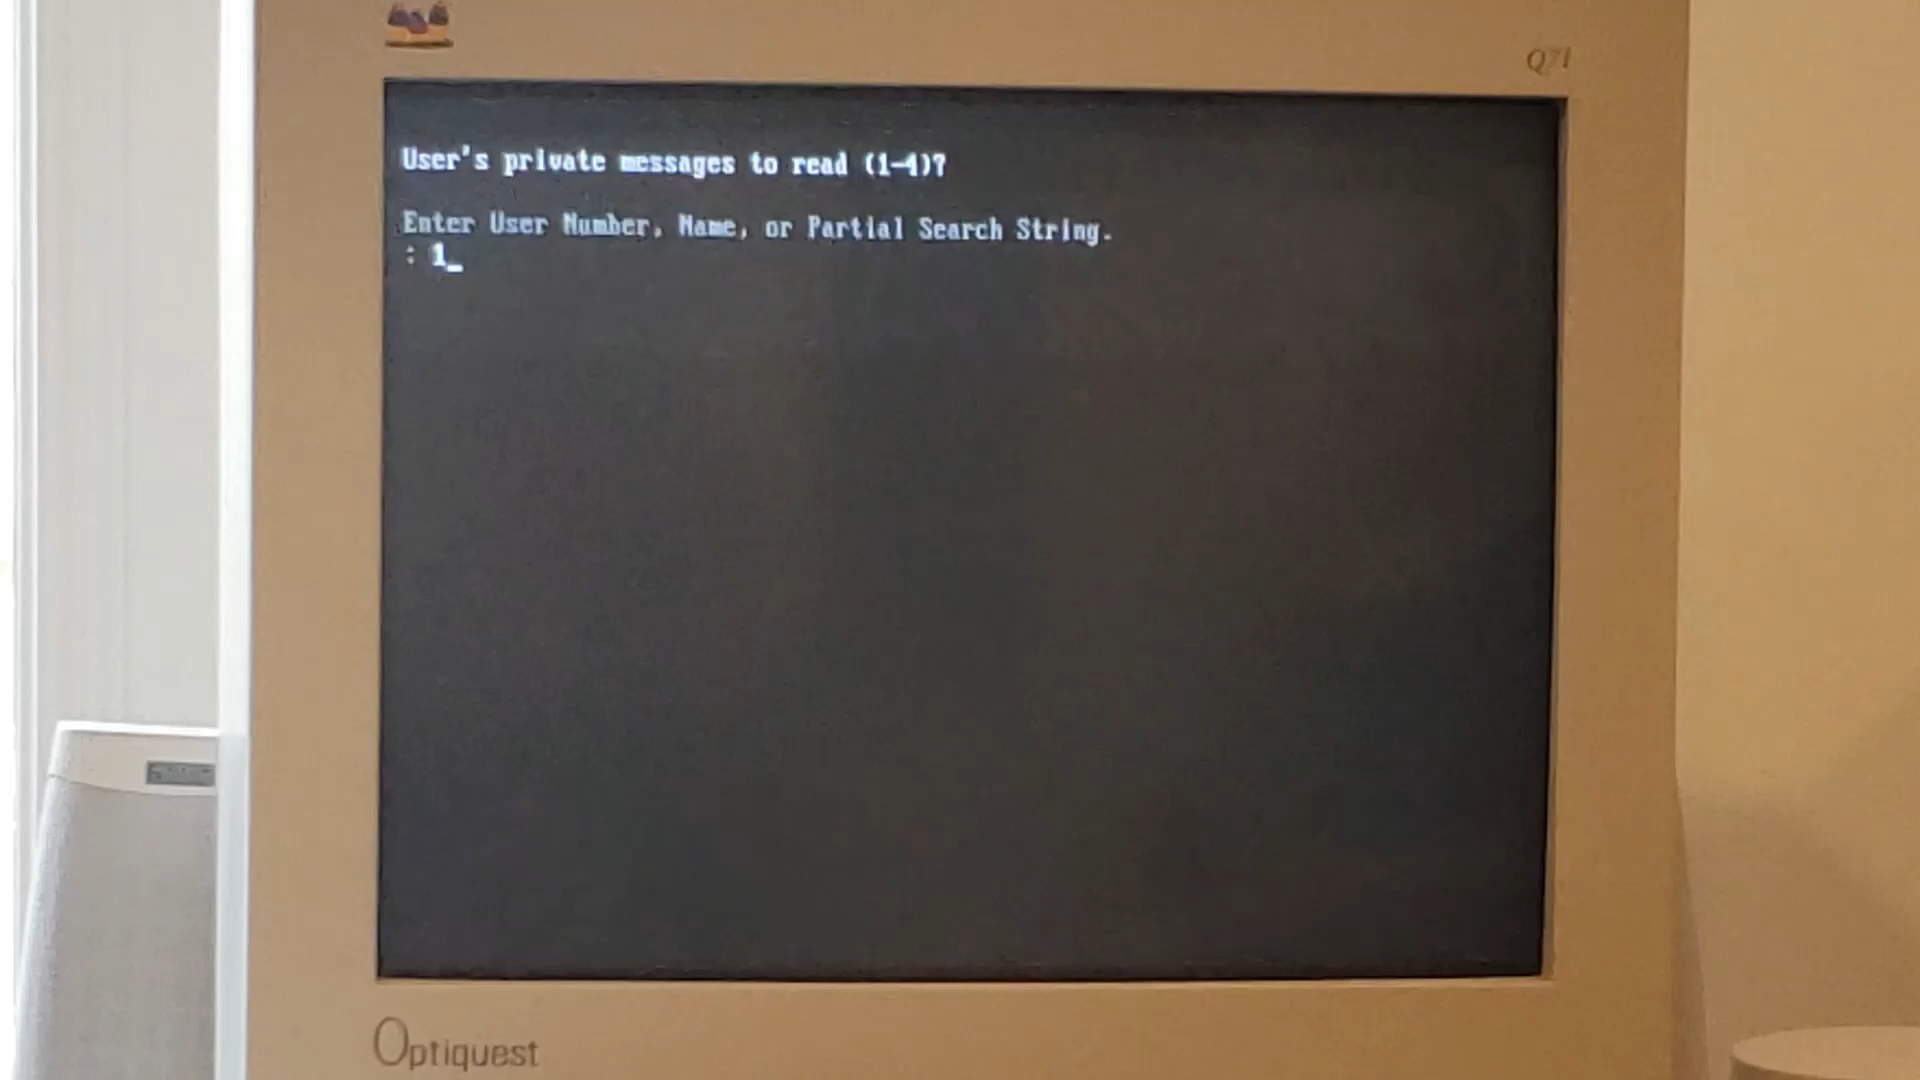 Q71
User's private messages to read (1-4)?
Enter User Number, Name, or Partial Search String.
: 1_
Optiquest